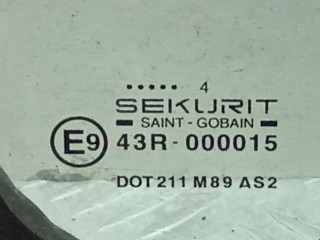 ..... 4
SEKURIT
SAINT - GOBAIN
E9 43R - 000015
DOT 211 M89 AS2